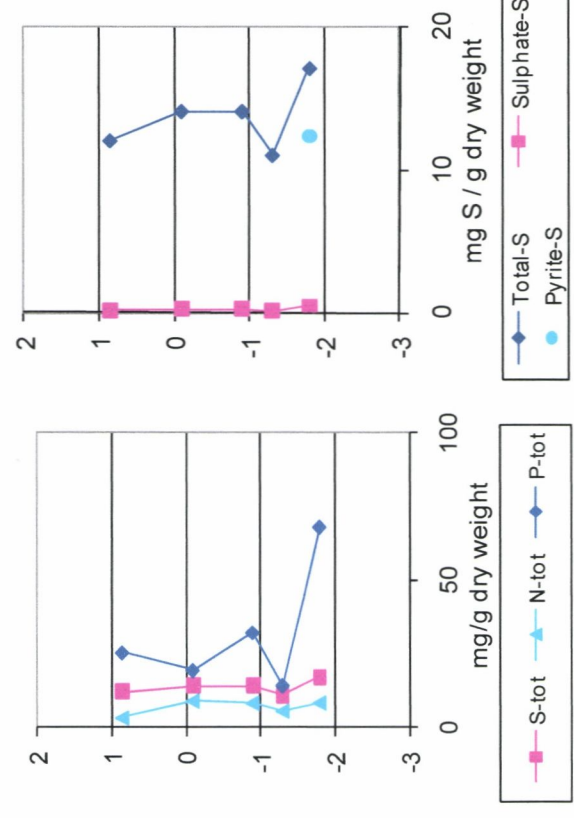 2
1
0
-1
-2
-3
0 50 100
mg/g dry weight
S-tot N-tot P-tot
2
1
0
-1
-2
-3
0 10 20
mg S / g dry weight
Total-S Sulphate-S
Pyrite-S